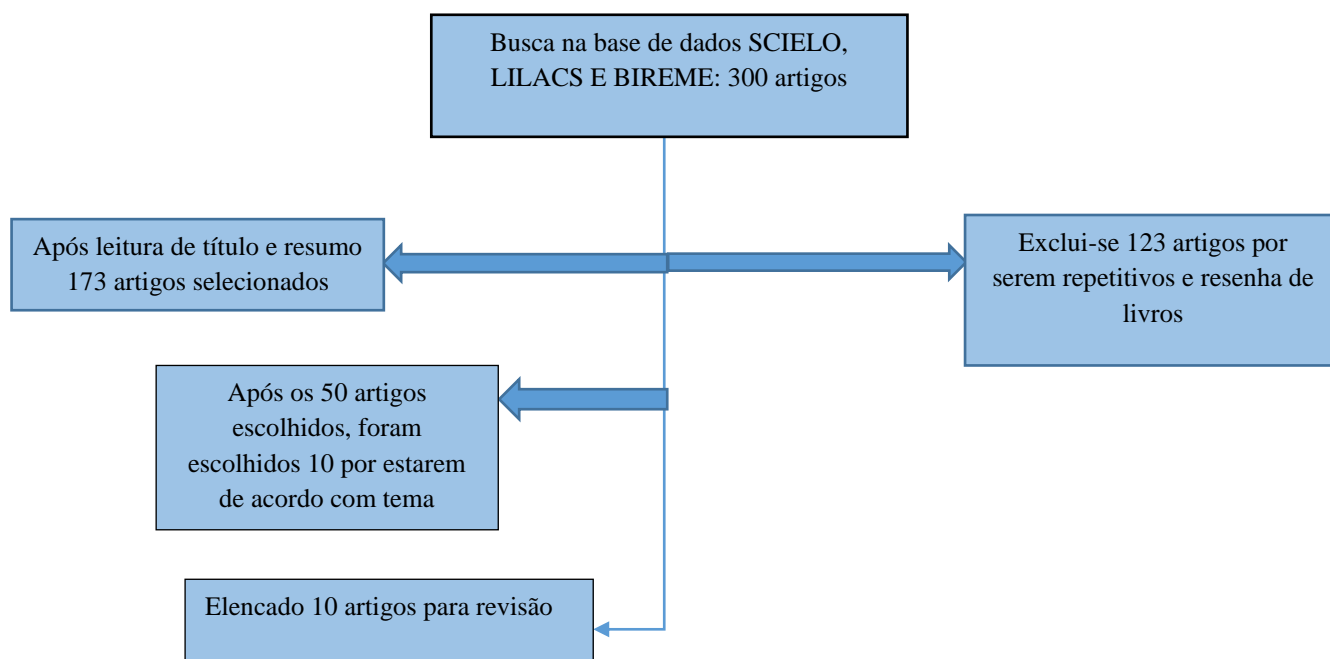 Busca na base de dados SCIELO,
LILACS E BIREME: 300 artigos
Após leitura de título e resumo
173 artigos selecionados
Exclui-se 123 artigos por
serem repetitivos e resenha de
livros
Após os 50 artigos
escolhidos, foram
escolhidos 10 por estarem
de acordo com tema
Elencado 10 artigos para revisão